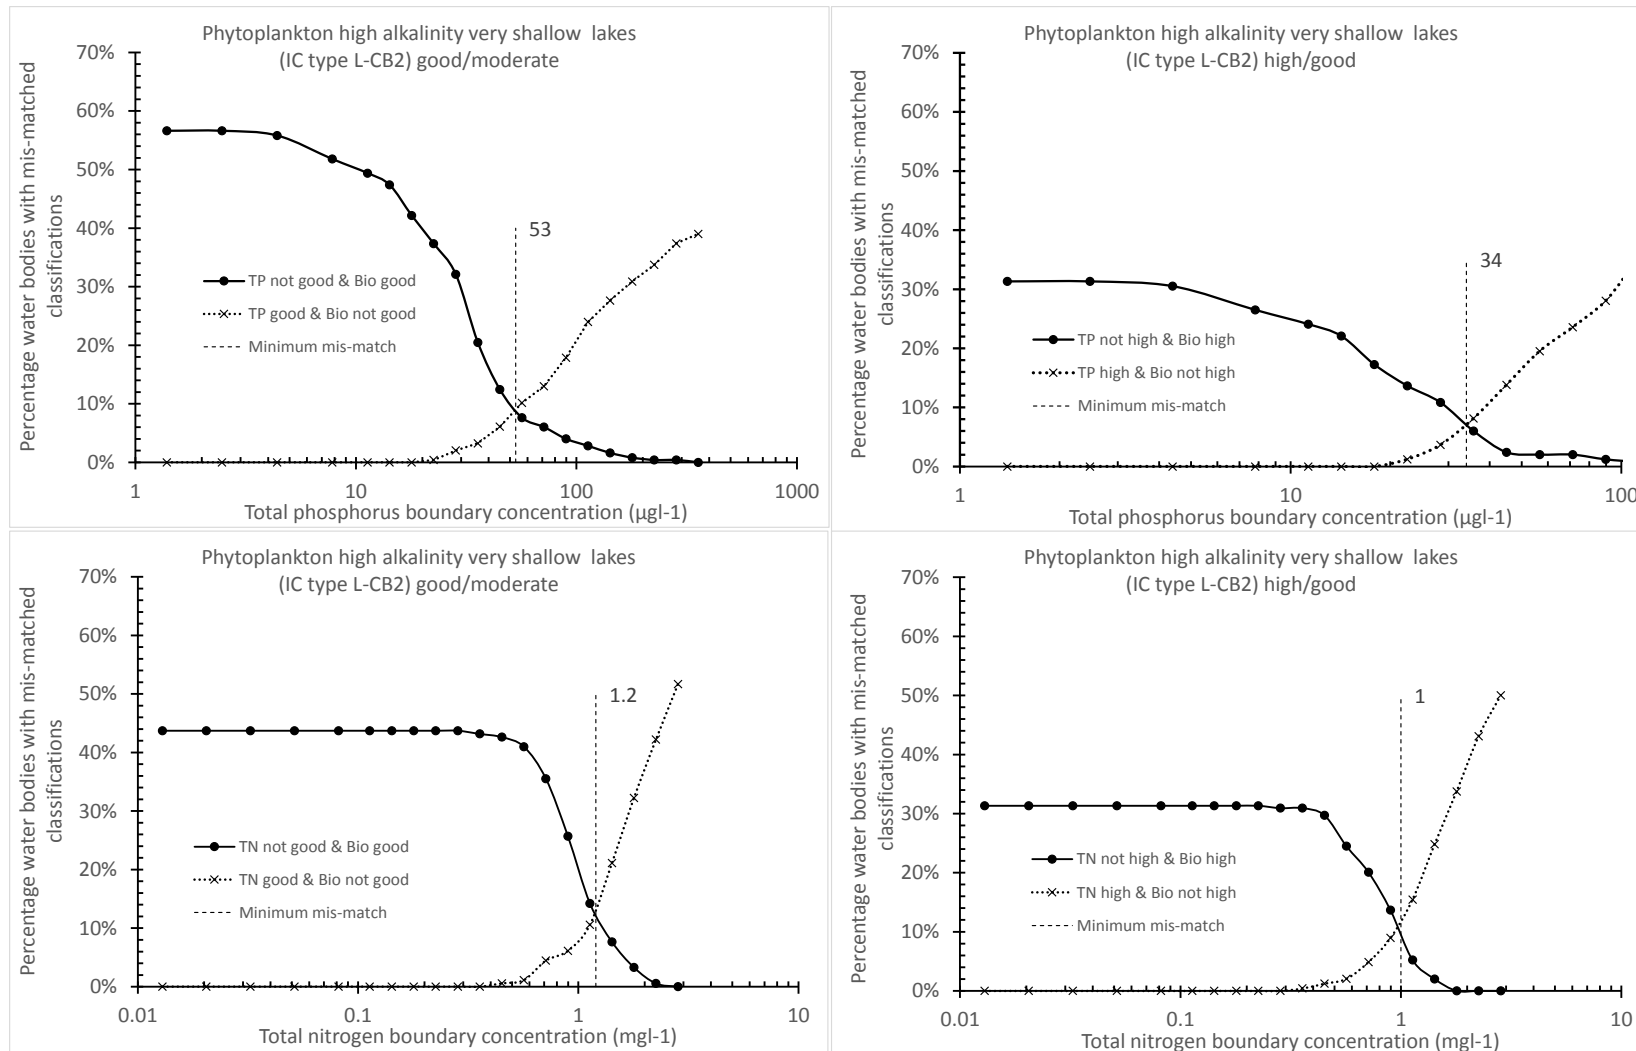 Phytoplankton high alkalinity very shallow lakes
(IC type L-CB2) good/moderate
Percentage water bodies with mis-matched
classifications
70%
60%
50%
40%
30%
20%
10%
0%
53
TP not good & Bio good
TP good & Bio not good
Minimum mis-match
1
10
100
1000
Total phosphorus boundary concentration (µgl-1)
Phytoplankton high alkalinity very shallow lakes
(IC type L-CB2) high/good
Percentage water bodies with mis-matched
classifications
70%
60%
50%
40%
30%
20%
10%
0%
34
TP not high & Bio high
TP high & Bio not high
Minimum mis-match
1
10
100
Total phosphorus boundary concentration (µgl-1)
Phytoplankton high alkalinity very shallow lakes
(IC type L-CB2) good/moderate
Percentage water bodies with mis-matched
classifications
70%
60%
50%
40%
30%
20%
10%
0%
1.2
TN not good & Bio good
TN good & Bio not good
Minimum mis-match
0.01
0.1
1
10
Total nitrogen boundary concentration (mgl-1)
Phytoplankton high alkalinity very shallow lakes
(IC type L-CB2) high/good
Percentage water bodies with mis-matched
classifications
70%
60%
50%
40%
30%
20%
10%
0%
1
TN not high & Bio high
TN high & Bio not high
Minimum mis-match
0.01
0.1
1
10
Total nitrogen boundary concentration (mgl-1)